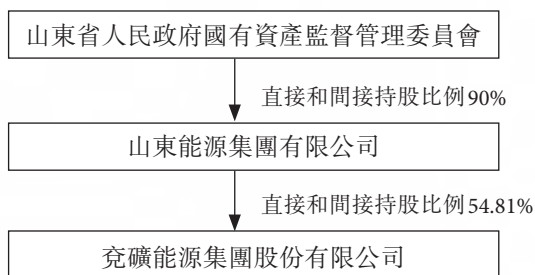 山東省人民政府國有資產監督管理委員會
直接和間接持股比例90%
山東能源集團有限公司
直接和間接持股比例54.81%
兗礦能源集團股份有限公司